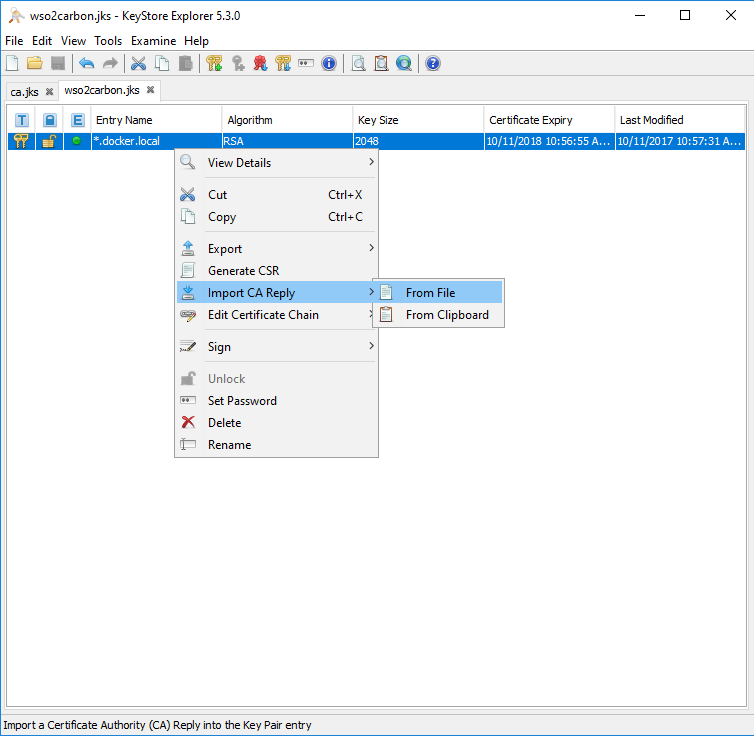 wso2carbon.jks - KeyStore Explorer 5.3.0
File Edit View Tools Examine Help
ca.jks wso2carbon.jks
T E Entry Name Algorithm Key Size Certificate Expiry Last Modified
*.docker.local RSA 2048 10/11/2018 10:56:55 A... 10/11/2017 10:57:31 A...
View Details
Cut Ctrl+X
Copy Ctrl+C
Export
Generate CSR
Import CA Reply From File
Edit Certificate Chain From Clipboard
Sign
Unlock
Set Password
Delete
Rename
Import a Certificate Authority (CA) Reply into the Key Pair entry